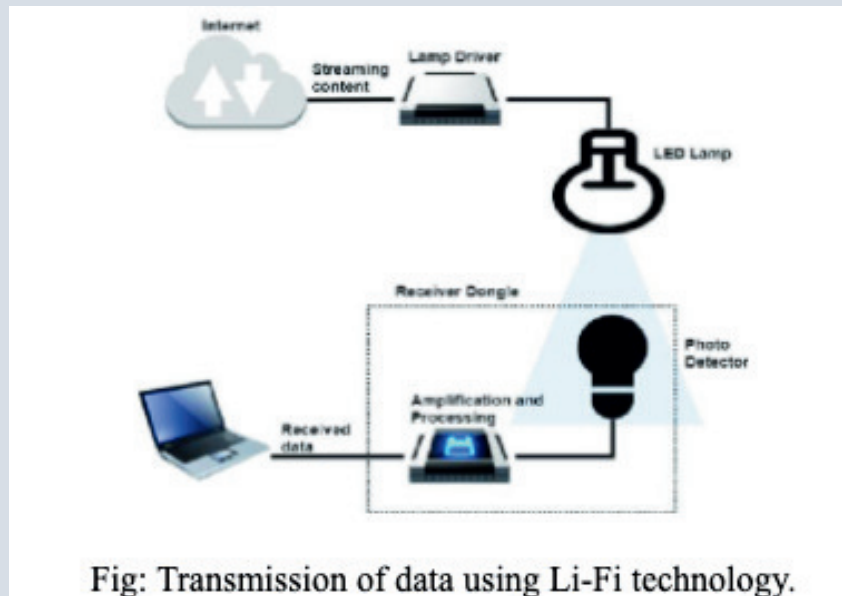 Internet
Streaming
content
Lamp Driver
LED Lamp
Receiver Dongle
Photo
Detector
Amplification and
Processing
Received
data
Fig: Transmission of data using Li-Fi technology.